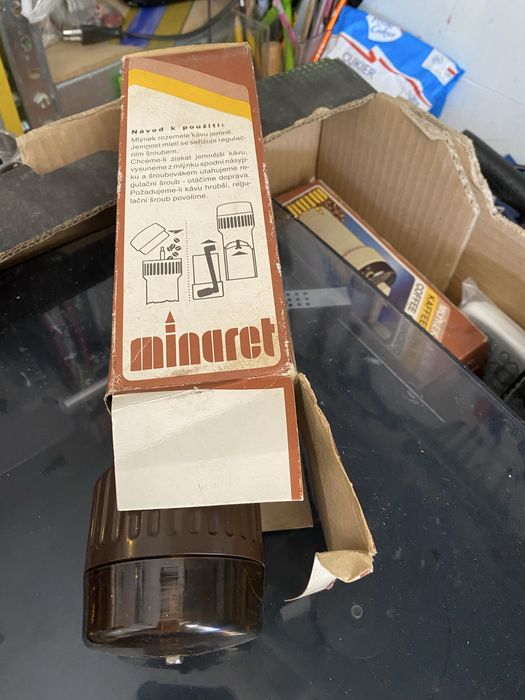 CUKIER
Návod k použití:
Mlýnek rozemele kávu jemně.
Jemnost mletí se seřizuje regulač-
ním šroubem.
Chceme-li získat jemnější kávu,
vysuneme z mlýnku spodní násyp-
ku a šroubovákem utahujeme re-
gulační šroub - otáčíme doprava.
Požadujeme-li kávu hrubší, regu-
lační šroub povolíme.
minaret
KAFFEE
COFFEE